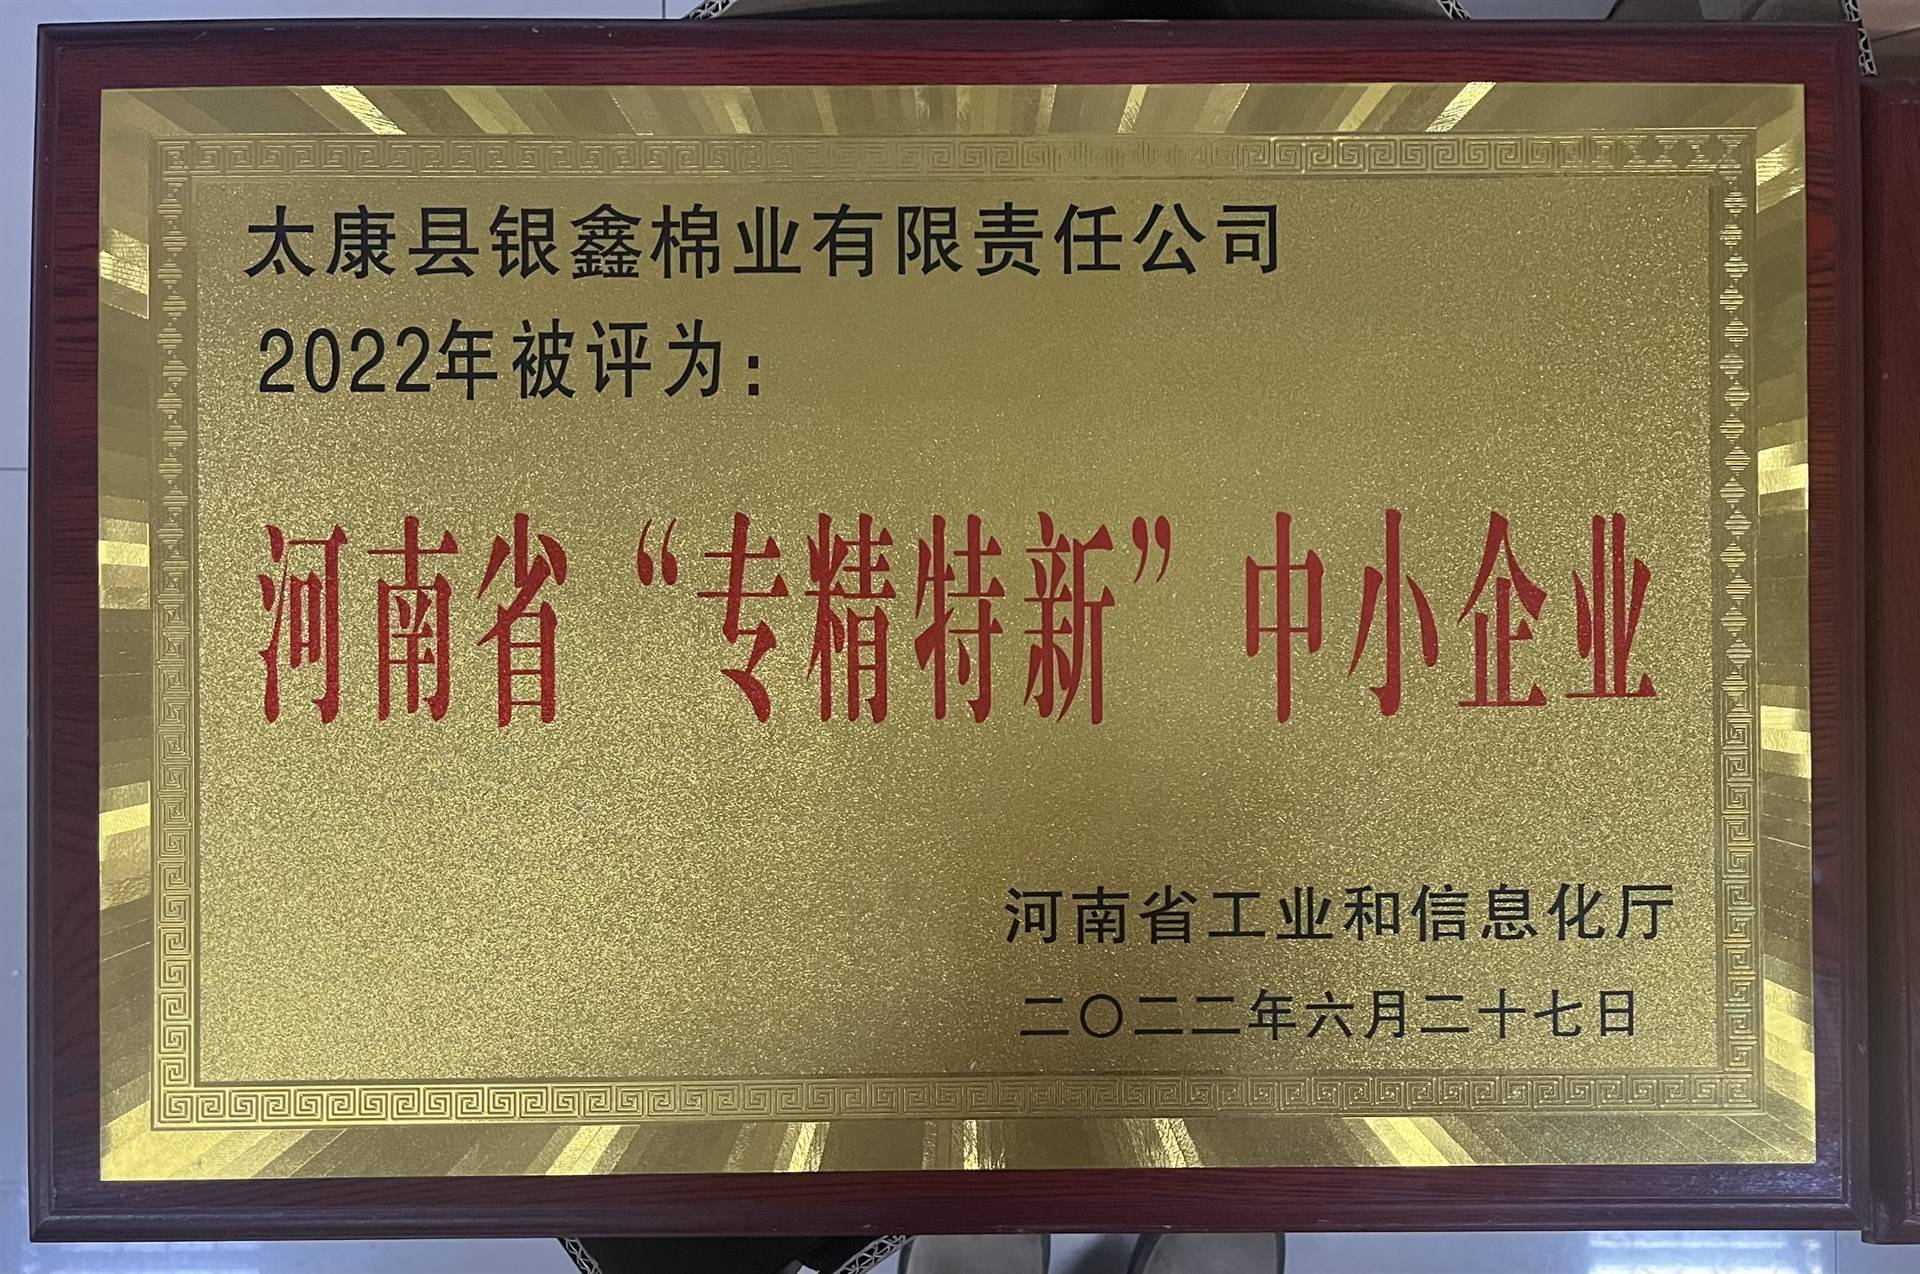 太康县银鑫棉业有限责任公司
2022年被评为：
河南省“专精特新”中小企业
河南省工业和信息化厅
二〇二二年六月二十七日